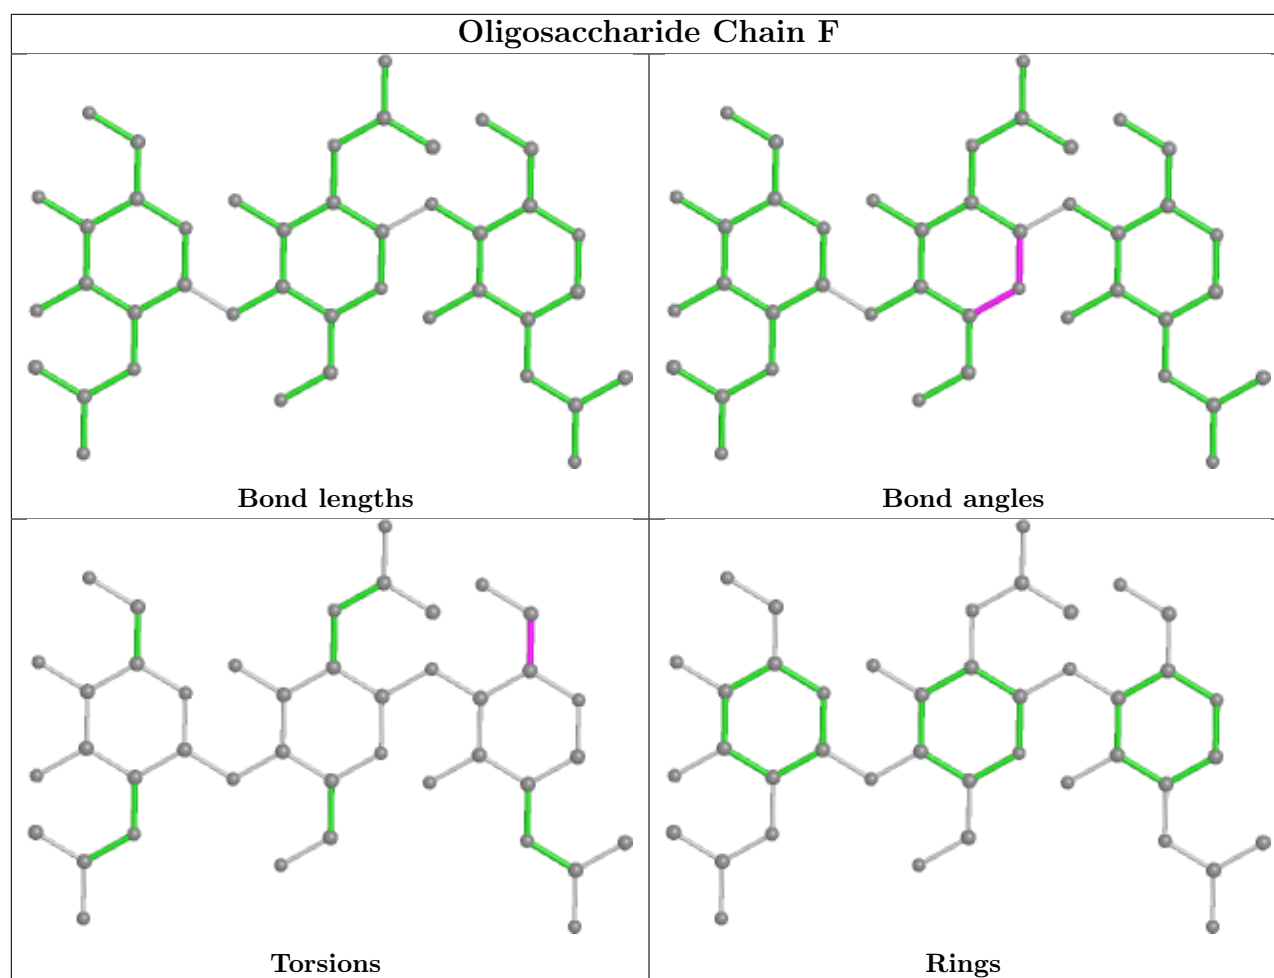 Oligosaccharide Chain F
Bond lengths
Bond angles
Torsions
Rings